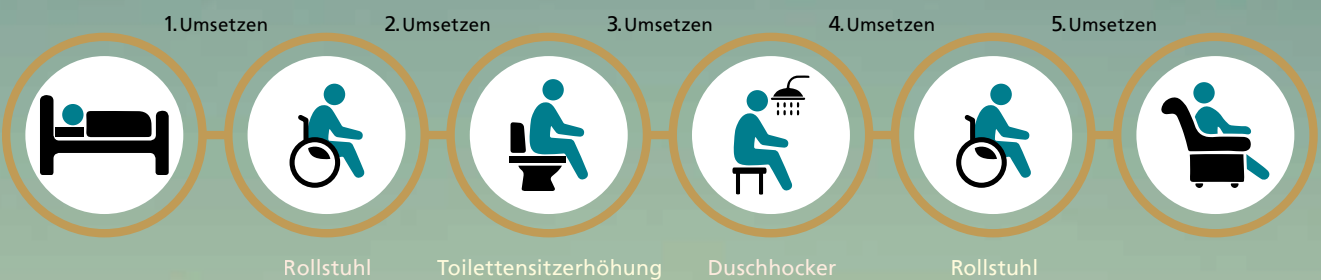 1.Umsetzen 2.Umsetzen 3.Umsetzen 4.Umsetzen 5.Umsetzen
Rollstuhl Toilettensitzerhöhung Duschhocker Rollstuhl